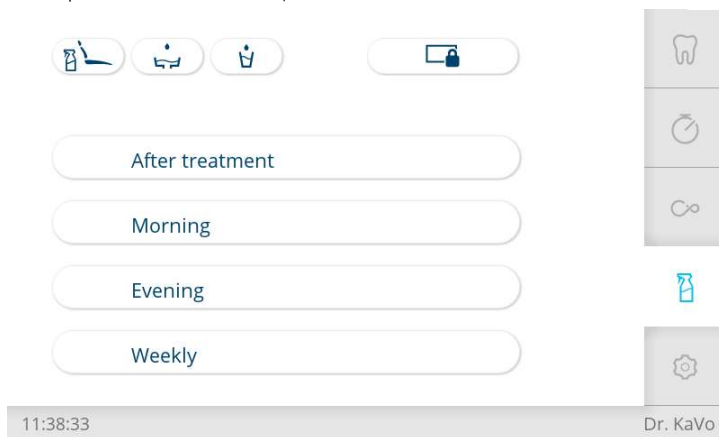 After treatment
Morning
Evening
Weekly
11:38:33
Dr. KaVo